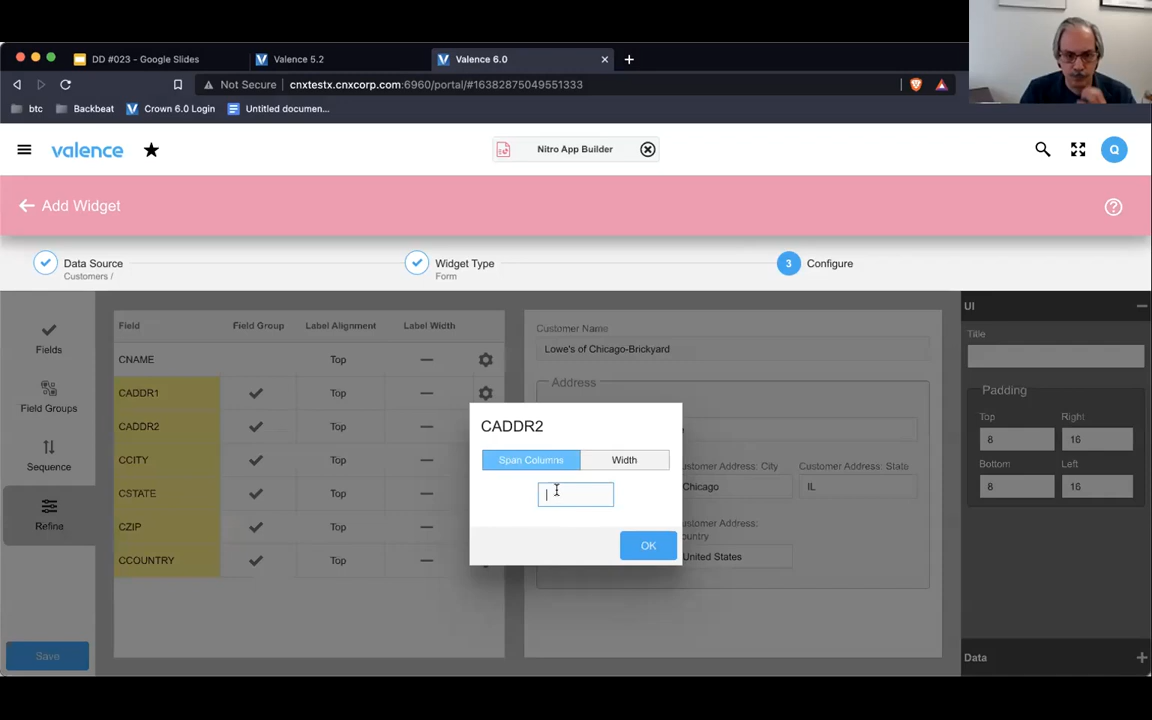 DD #023 - Google Slides
Valence 5.2
Valence 6.0
Not Secure
cnxtestx.cnxcorp.com:6960/portal/#16382875049551333
btc
Backbeat
Crown 6.0 Login
Untitled documen...
valence
Nitro App Builder
Q
Add Widget
Data Source
Customers /
Widget Type
Form
3
Configure
Fields
Field Groups
Sequence
Refine
Save
Field
Field Group
Label Alignment
Label Width
CNAME
Top
CADDR1
Top
CADDR2
Top
CCITY
Top
CSTATE
Top
CZIP
Top
CCOUNTRY
Top
Customer Name
Lowe's of Chicago-Brickyard
Address
ustomer Address: City
Customer Address: State
Chicago
IL
ustomer Address:
ountry
United States
CADDR2
Span Columns
Width
OK
UI
Title
Padding
Top
Right
8
16
Bottom
Left
8
16
Data